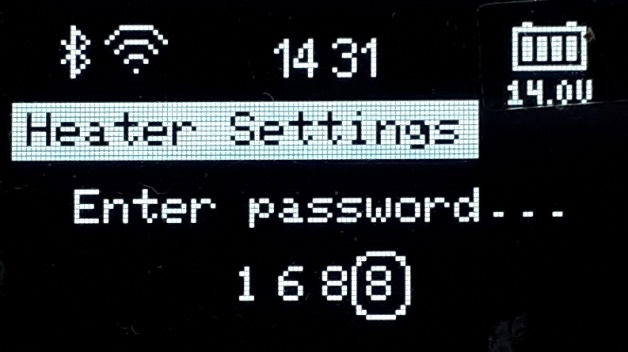 14 31
14.0V
Heater Settings
Enter password...
1 6 8 8